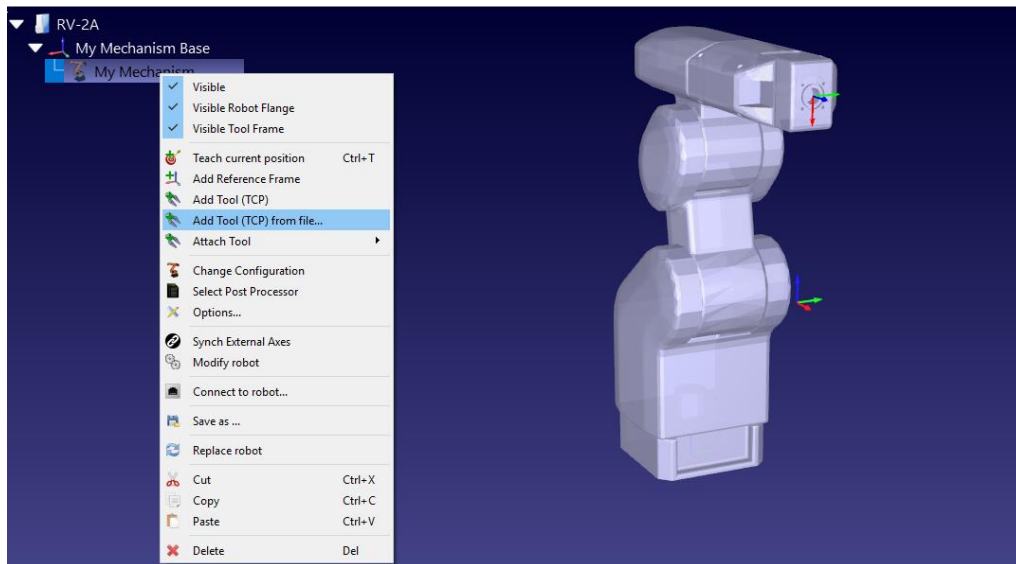 RV-2A
My Mechanism Base
My Mechanism
Visible
Visible Robot Flange
Visible Tool Frame
Teach current position Ctrl+T
Add Reference Frame
Add Tool (TCP)
Add Tool (TCP) from file...
Attach Tool
Change Configuration
Select Post Processor
Options...
Synch External Axes
Modify robot
Connect to robot...
Save as ...
Replace robot
Cut Ctrl+X
Copy Ctrl+C
Paste Ctrl+V
Delete Del